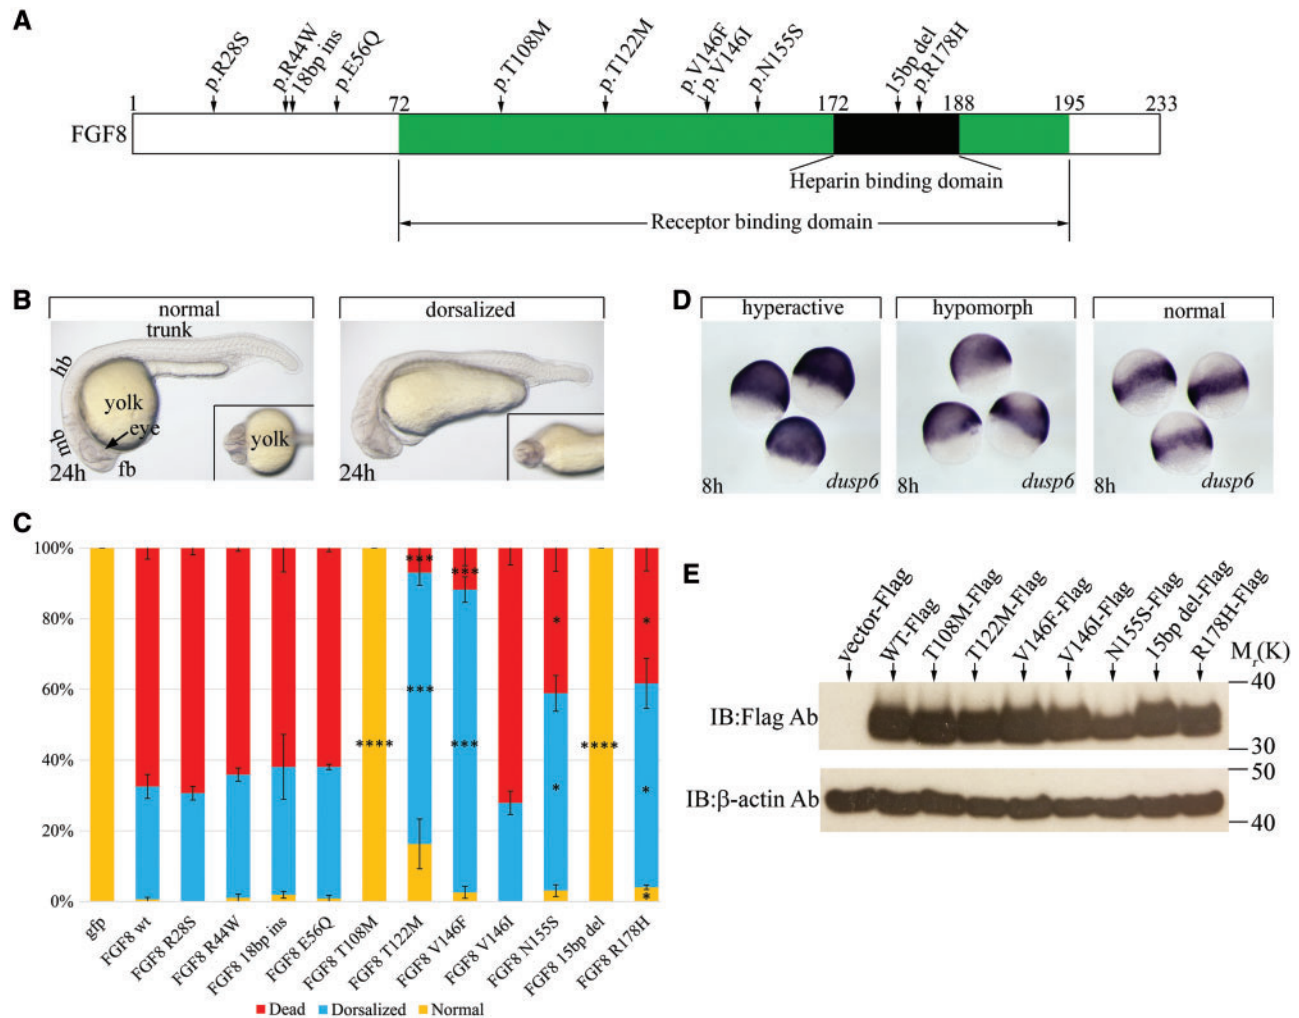 A
p.R28S
p.R44W
18bp ins
p.E56Q
p.T108M
p.T122M
p.V146F
p.V146I
p.N155S
15bp del
p.R178H
1 72 172 188 195 233
FGF8
Heparin binding domain
Receptor binding domain
B
normal
trunk
hb
yolk
eye
mb
fb
24h
yolk
dorsalized
24h
D
hyperactive
8h
dusp6
hypomorph
8h
dusp6
normal
8h
dusp6
C
100%
80%
60%
40%
20%
0%
****
***
***
***
***
*
*
****
*
*
*
gfp
FGF8 wt
FGF8 R28S
FGF8 R44W
FGF8 18bp ins
FGF8 E56Q
FGF8 T108M
FGF8 T122M
FGF8 V146F
FGF8 V146I
FGF8 N155S
FGF8 15bp del
FGF8 R178H
Dead Dorsalized Normal
E
vector-Flag
WT-Flag
T108M-Flag
T122M-Flag
V146F-Flag
V146I-Flag
N155S-Flag
15bp del-Flag
R178H-Flag
Mr(K)
40
IB:Flag Ab
30
50
IB:β-actin Ab
40